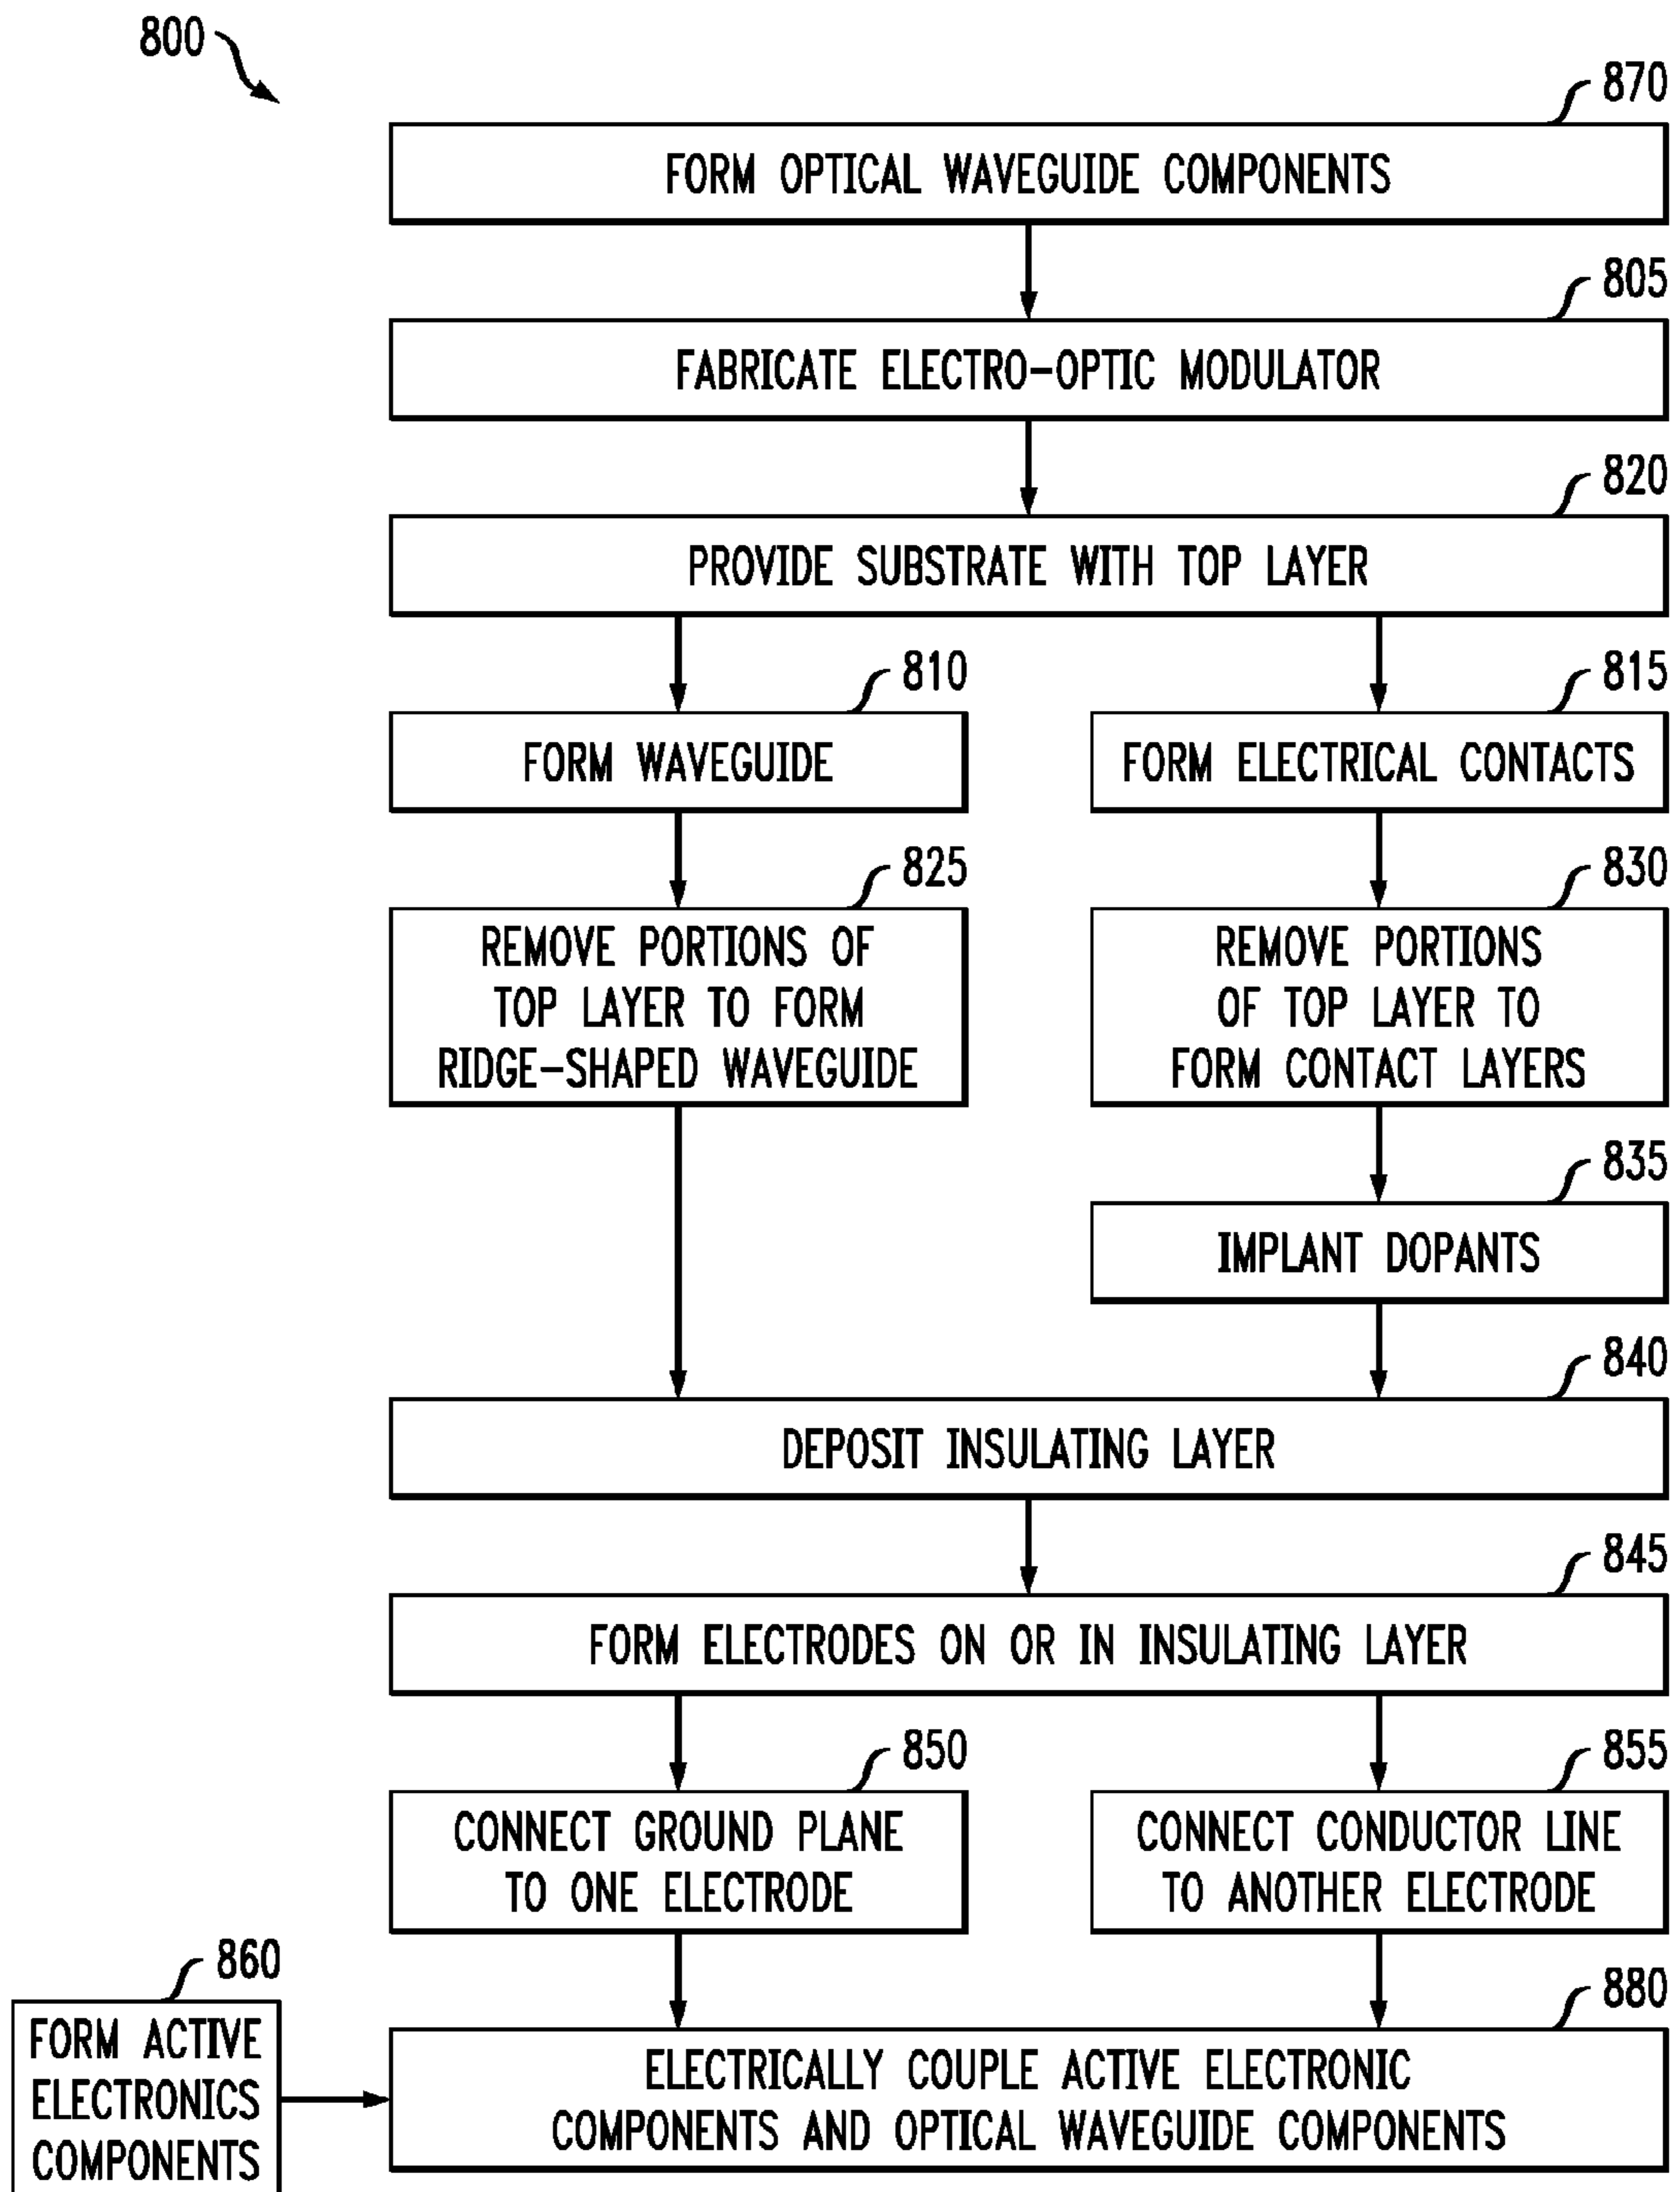 800
870
FORM OPTICAL WAVEGUIDE COMPONENTS
805
FABRICATE ELECTRO-OPTIC MODULATOR
820
PROVIDE SUBSTRATE WITH TOP LAYER
810
FORM WAVEGUIDE
815
FORM ELECTRICAL CONTACTS
825
REMOVE PORTIONS OF
TOP LAYER TO FORM
RIDGE-SHAPED WAVEGUIDE
830
REMOVE PORTIONS
OF TOP LAYER TO
FORM CONTACT LAYERS
835
IMPLANT DOPANTS
840
DEPOSIT INSULATING LAYER
845
FORM ELECTRODES ON OR IN INSULATING LAYER
850
CONNECT GROUND PLANE
TO ONE ELECTRODE
855
CONNECT CONDUCTOR LINE
TO ANOTHER ELECTRODE
860
FORM ACTIVE
ELECTRONICS
COMPONENTS
880
ELECTRICALLY COUPLE ACTIVE ELECTRONIC
COMPONENTS AND OPTICAL WAVEGUIDE COMPONENTS